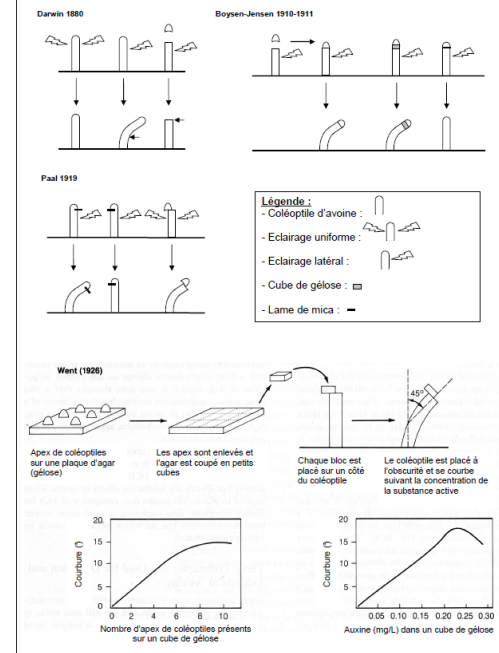 Darwin 1880
Boysen-Jensen 1910-1911
Paal 1919
Légende :
- Coléoptile d'avoine :
- Eclairage uniforme :
- Eclairage latéral :
- Cube de gélose :
- Lame de mica :
Went (1926)
45°
Apex de coléoptiles
sur une plaque d'agar
(gélose)
Les apex sont enlevés et
l'agar est coupé en petits
cubes
Chaque bloc est
placé sur un côté
du coléoptile
Le coléoptile est placé à
l'obscurité et se courbe
suivant la concentration de
la substance active
20
15
10
5
0 2 4 6 8 10
Courbure (°)
Nombre d'apex de coléoptiles présents
sur un cube de gélose
20
15
10
5
0.05 0.10 0.15 0.20 0.25 0.30
Courbure (°)
Auxine (mg/L) dans un cube de gélose